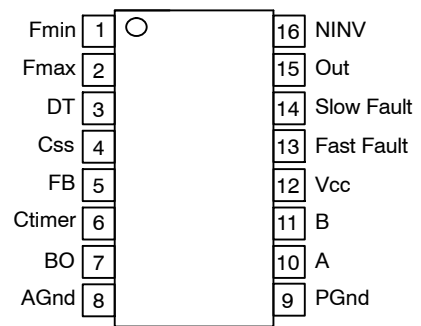 Fmin 1 16 NINV
Fmax 2 15 Out
DT 3 14 Slow Fault
Css 4 13 Fast Fault
FB 5 12 Vcc
Ctimer 6 11 B
BO 7 10 A
AGnd 8 9 PGnd